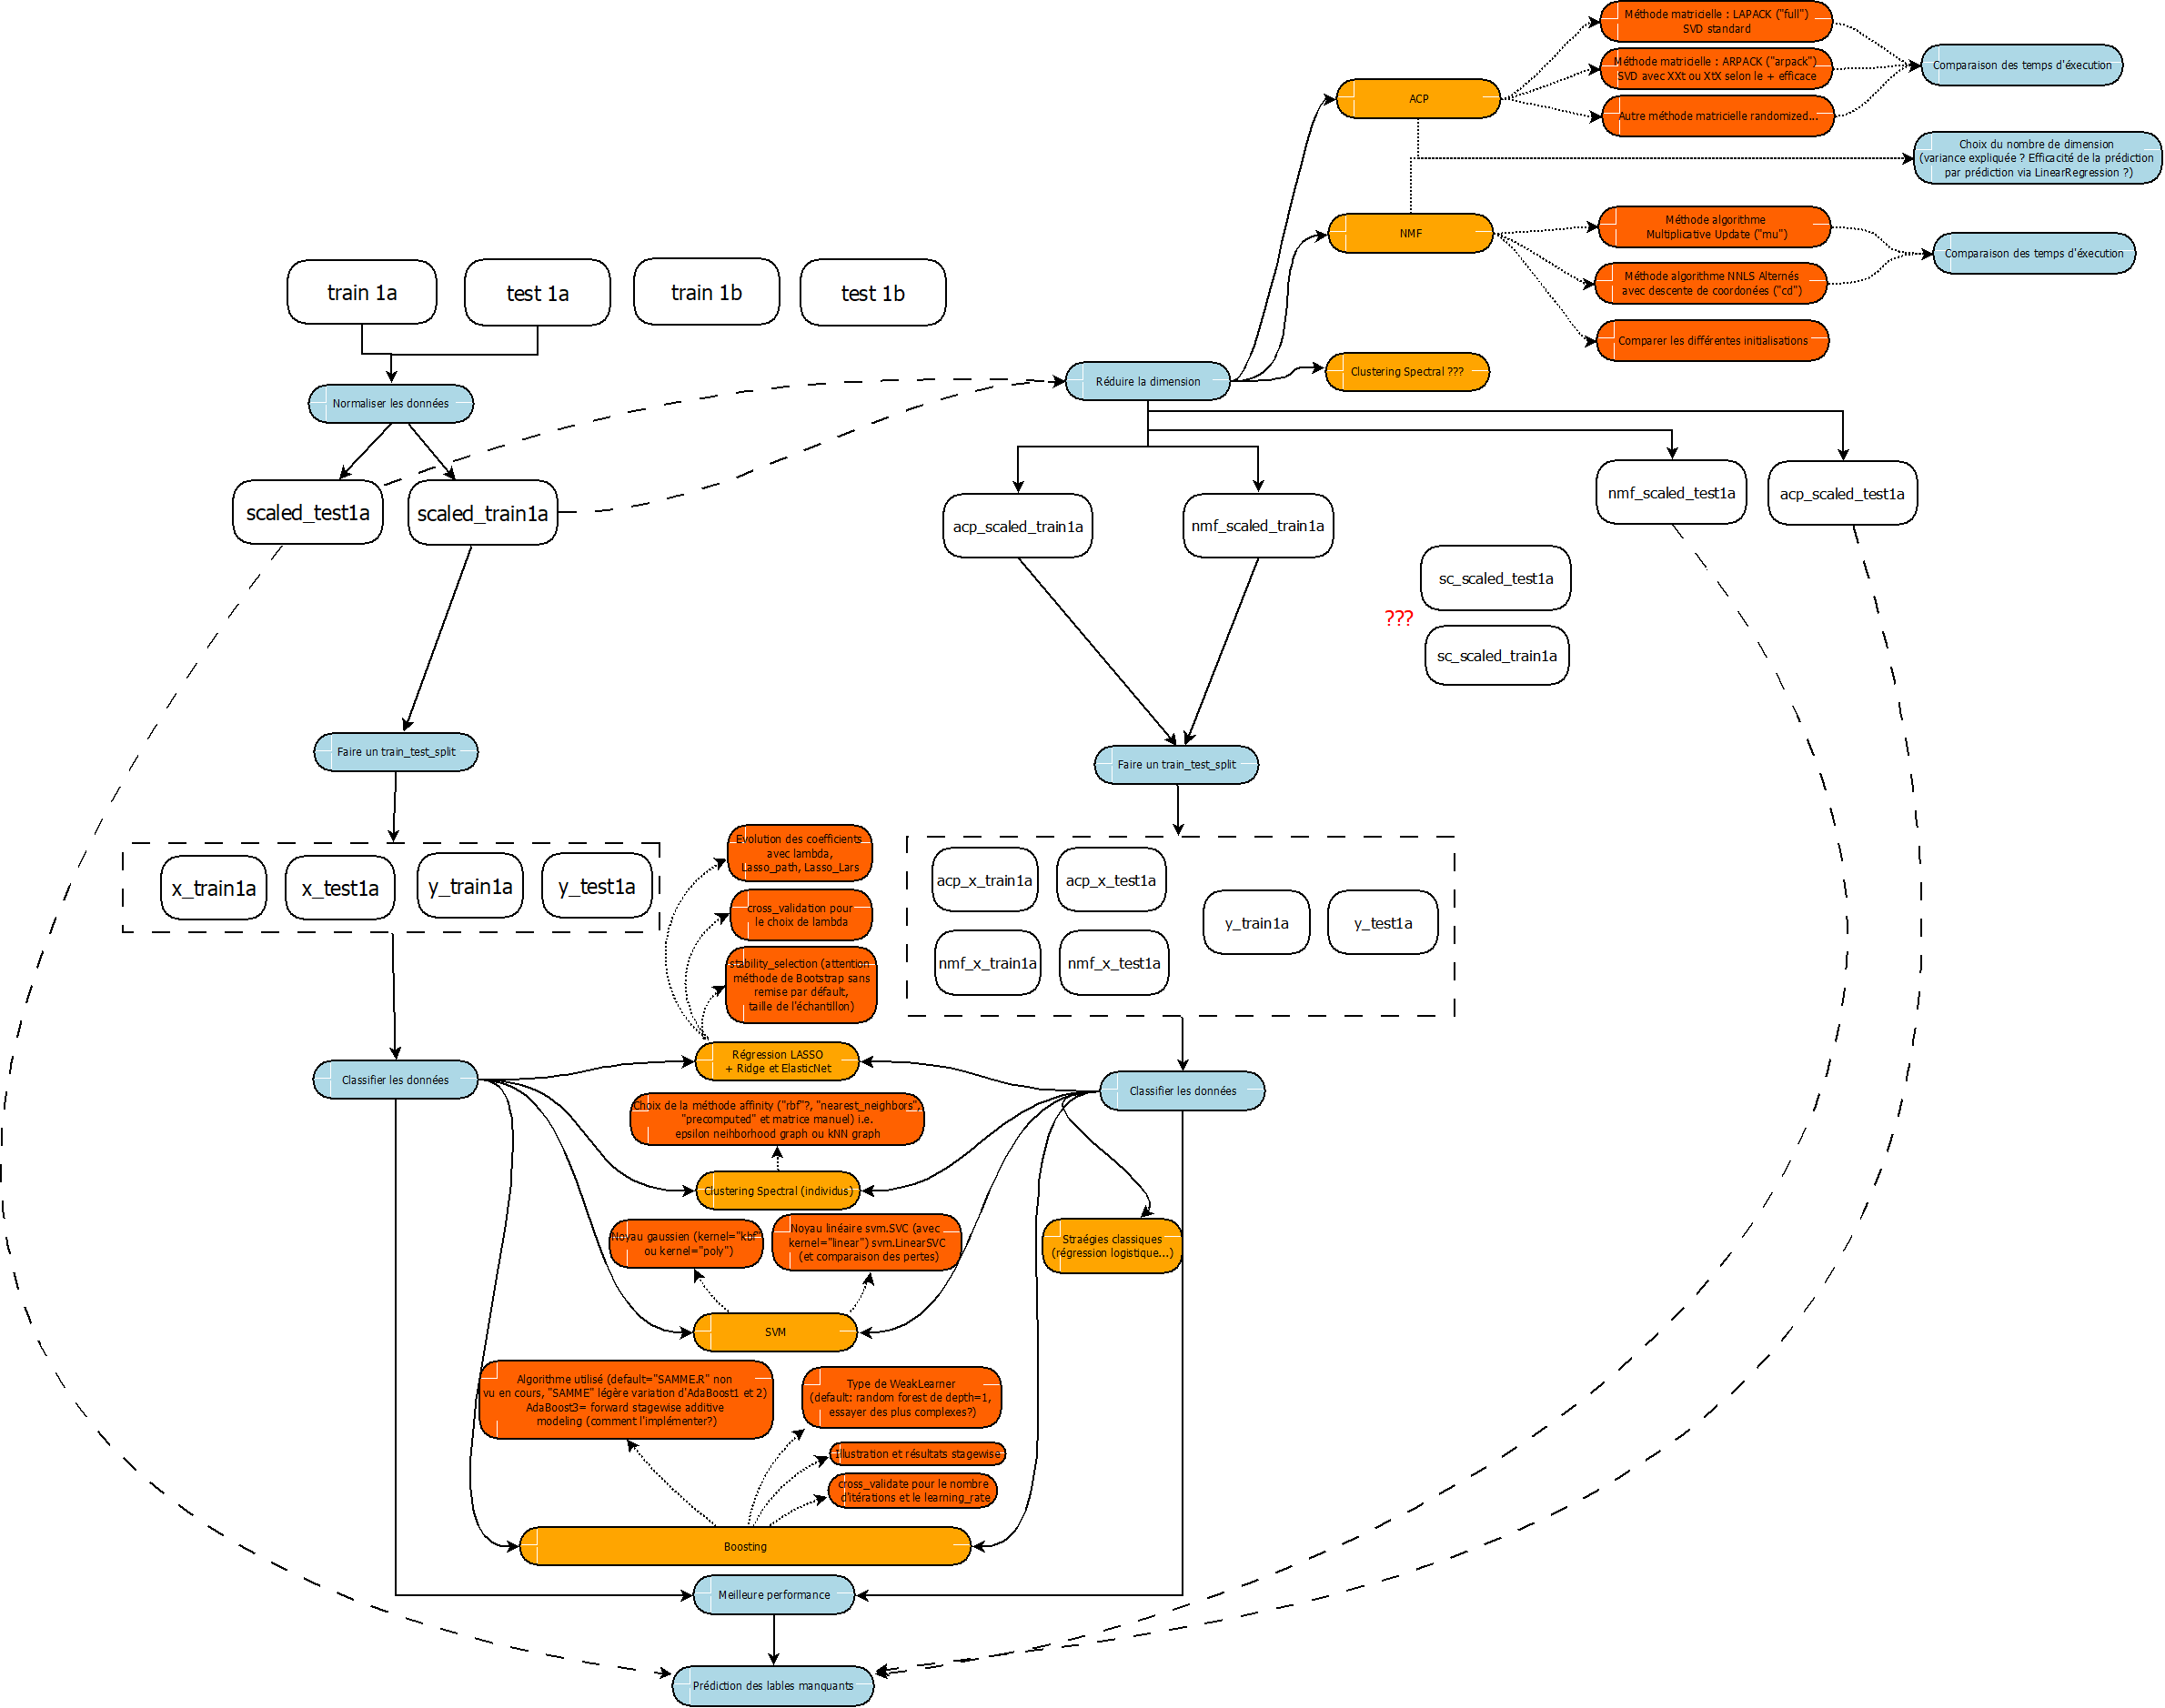 Méthode matricielle : LAPACK ("full")
SVD standard
Méthode matricielle : ARPACK ("arpack")
SVD avec XXt ou XtX selon le + efficace
Autre méthode matricielle randomized...
Comparaison des temps d'éxecution
ACP
Choix du nombre de dimension
(variance expliquée ? Efficacité de la prédiction
par prédiction via LinearRegression ?)
NMF
Méthode algorithme
Multiplicative Update ("mu")
Méthode algorithme NNLS Alternés
avec descente de coordonées ("cd")
Comparer les différentes initialisations
Comparaison des temps d'éxecution
train 1a
test 1a
train 1b
test 1b
Réduire la dimension
Clustering Spectral ???
Normaliser les données
scaled_test1a
scaled_train1a
acp_scaled_train1a
nmf_scaled_train1a
nmf_scaled_test1a
acp_scaled_test1a
sc_scaled_test1a
???
sc_scaled_train1a
Faire un train_test_split
Faire un train_test_split
x_train1a
x_test1a
y_train1a
y_test1a
Evolution des coefficients
avec lambda,
Lasso_path, Lasso_Lars
cross_validation pour
le choix de lambda
stability_selection (attention
méthode de Bootstrap sans
remise par défault,
taille de l'échantillon)
acp_x_train1a
acp_x_test1a
nmf_x_train1a
nmf_x_test1a
y_train1a
y_test1a
Classifier les données
Régression LASSO
+ Ridge et ElasticNet
Classifier les données
Choix de la méthode affinity ("rbf"?, "nearest_neighbors",
"precomputed" et matrice manuel) i.e.
epsilon neihborhood graph ou kNN graph
Clustering Spectral (individus)
Noyau gaussien (kernel="kbf"
ou kernel="poly")
Noyau linéaire svm.SVC (avec
kernel="linear") svm.LinearSVC
(et comparaison des pertes)
Straégies classiques
(régression logistique...)
SVM
Algorithme utilisé (default="SAMME.R" non
vu en cours, "SAMME" légère variation d'AdaBoost1 et 2)
AdaBoost3= forward stagewise additive
modeling (comment l'implémenter?)
Type de WeakLearner
(default: random forest de depth=1,
essayer des plus complexes?)
Illustration et résultats stagewise
cross_validate pour le nombre
d'itérations et le learning_rate
Boosting
Meilleure performance
Prédiction des lables manquants